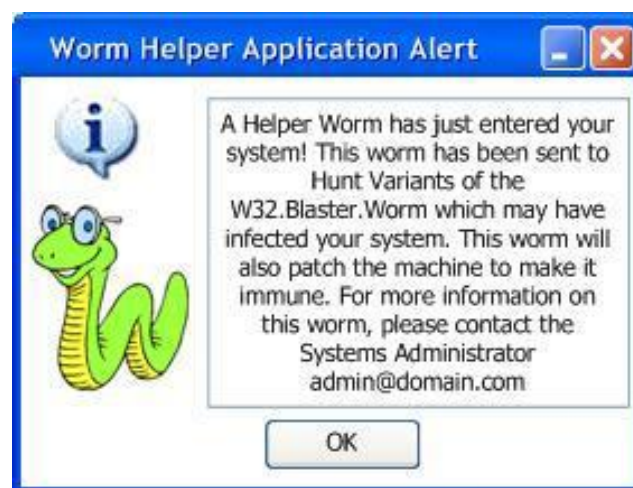 Worm Helper Application Alert
A Helper Worm has just entered your
system! This worm has been sent to
Hunt Variants of the
W32.Blaster.Worm which may have
infected your system. This worm will
also patch the machine to make it
immune. For more information on
this worm, please contact the
Systems Administrator
admin@domain.com
OK